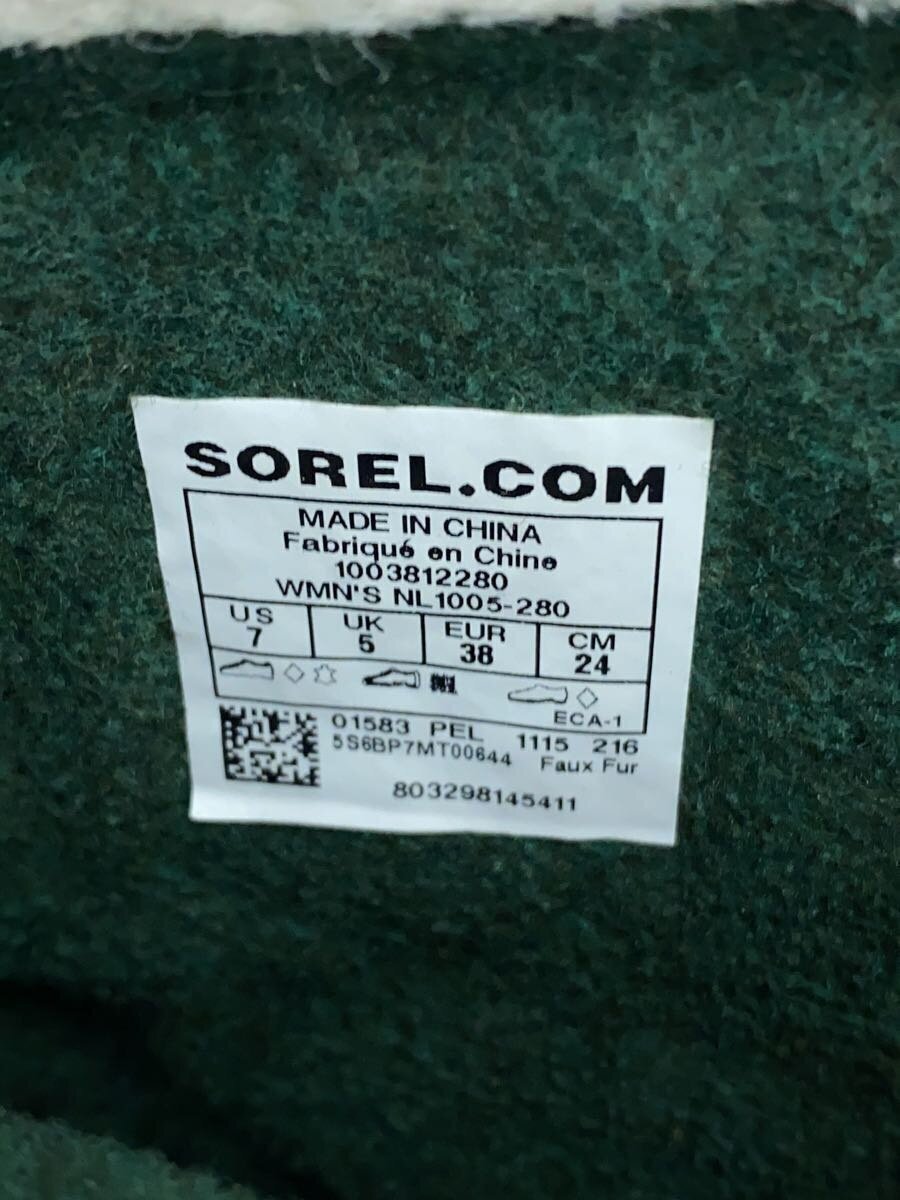 SOREL.COM
MADE IN CHINA
Fabriqué en Chine
1003812280
WMN'S NL1005-280
US UK EUR CM
7 5 38 24
ECA-1
01583 PEL 1115 216
5S6BP7MT00644 Faux Fur
803298145411